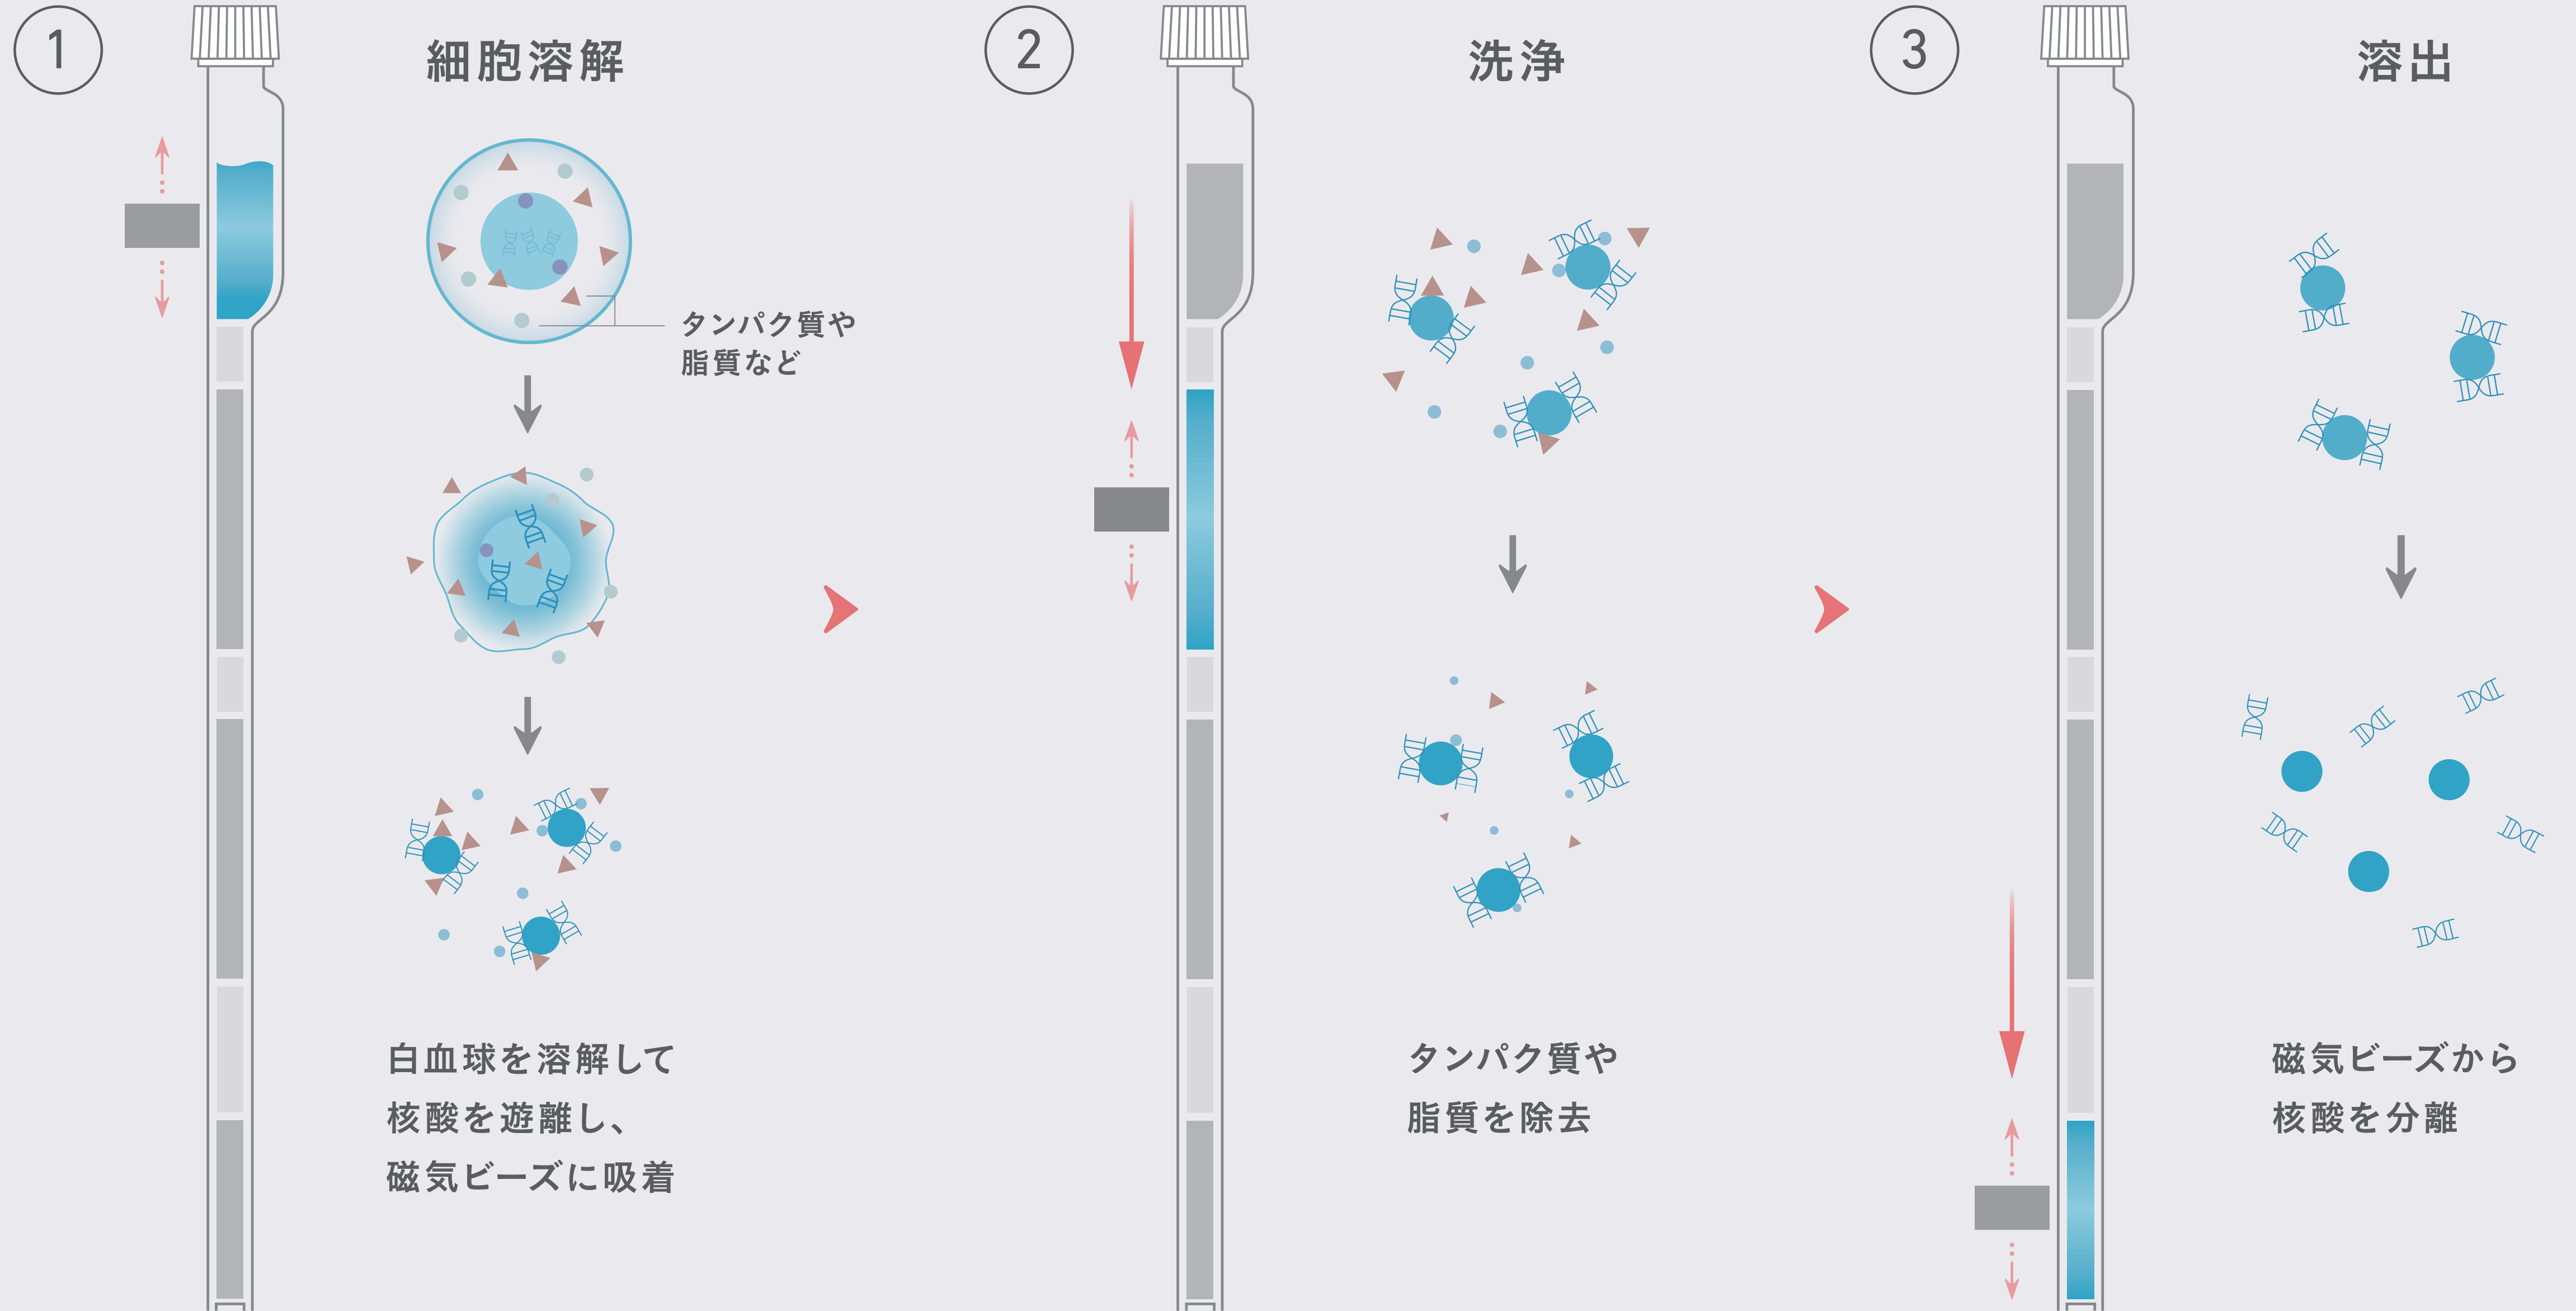 1
細胞溶解
タンパク質や
脂質など
白血球を溶解して
核酸を遊離し、
磁気ビーズに吸着
2
洗浄
タンパク質や
脂質を除去
3
溶出
磁気ビーズから
核酸を分離